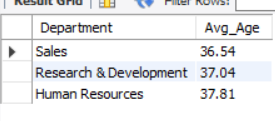 Result Grid Filter Rows:
Department Avg_Age
Sales 36.54
Research & Development 37.04
Human Resources 37.81